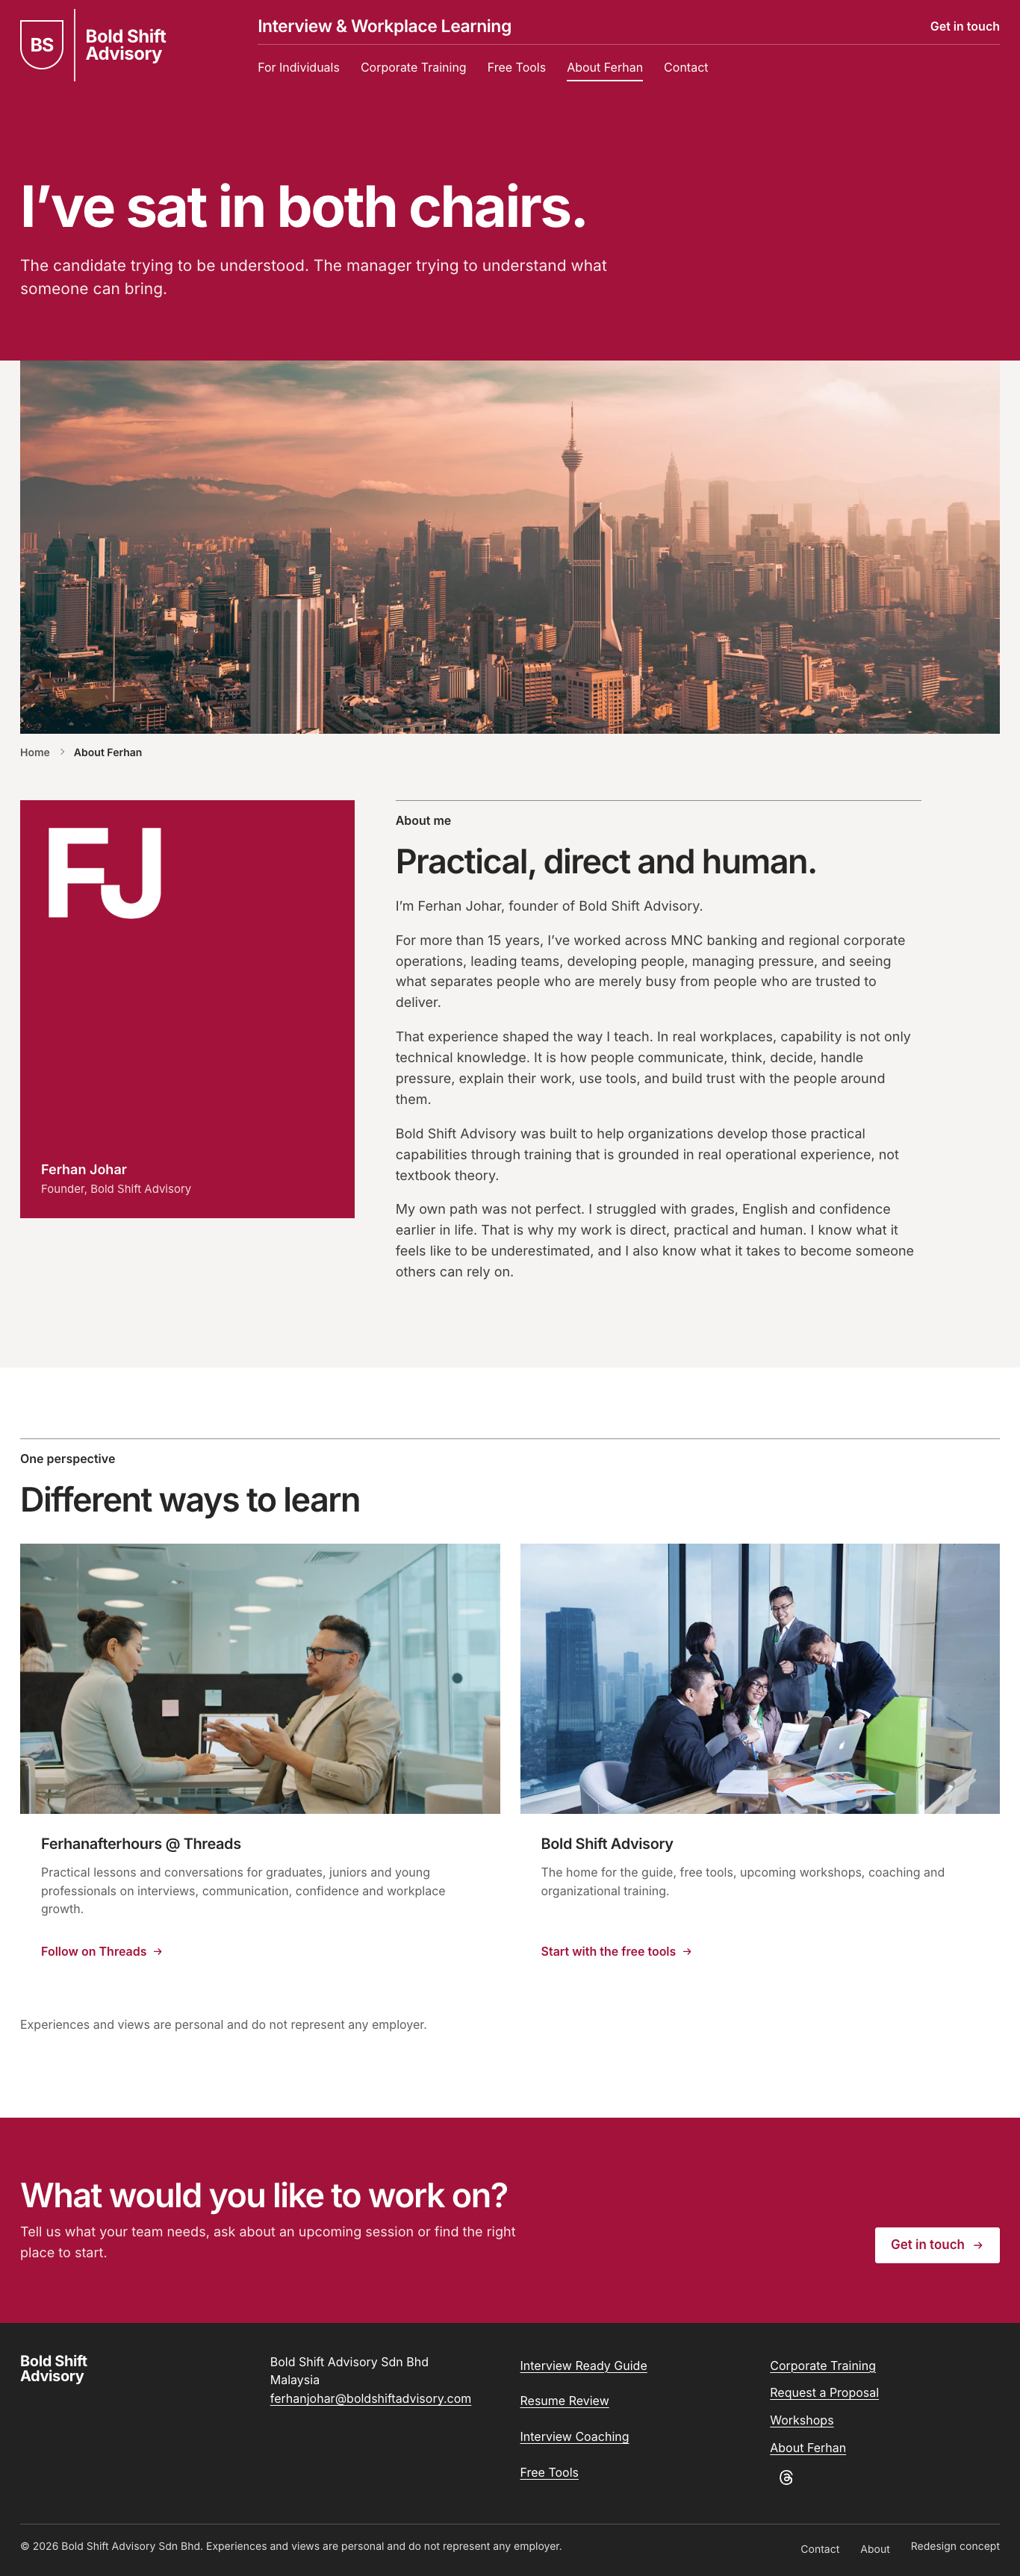 BS
Bold Shift
Advisory
Interview & Workplace Learning
Get in touch
For Individuals
Corporate Training
Free Tools
About Ferhan
Contact
I’ve sat in both chairs.
The candidate trying to be understood. The manager trying to understand what
someone can bring.
Home
About Ferhan
FJ
Ferhan Johar
Founder, Bold Shift Advisory
About me
Practical, direct and human.
I’m Ferhan Johar, founder of Bold Shift Advisory.
For more than 15 years, I’ve worked across MNC banking and regional corporate
operations, leading teams, developing people, managing pressure, and seeing
what separates people who are merely busy from people who are trusted to
deliver.
That experience shaped the way I teach. In real workplaces, capability is not only
technical knowledge. It is how people communicate, think, decide, handle
pressure, explain their work, use tools, and build trust with the people around
them.
Bold Shift Advisory was built to help organizations develop those practical
capabilities through training that is grounded in real operational experience, not
textbook theory.
My own path was not perfect. I struggled with grades, English and confidence
earlier in life. That is why my work is direct, practical and human. I know what it
feels like to be underestimated, and I also know what it takes to become someone
others can rely on.
One perspective
Different ways to learn
Ferhanafterhours @ Threads
Practical lessons and conversations for graduates, juniors and young
professionals on interviews, communication, confidence and workplace
growth.
Follow on Threads
Bold Shift Advisory
The home for the guide, free tools, upcoming workshops, coaching and
organizational training.
Start with the free tools
Experiences and views are personal and do not represent any employer.
What would you like to work on?
Tell us what your team needs, ask about an upcoming session or find the right
place to start.
Get in touch
Bold Shift
Advisory
Bold Shift Advisory Sdn Bhd
Malaysia
ferhanjohar@boldshiftadvisory.com
Interview Ready Guide
Resume Review
Interview Coaching
Free Tools
Corporate Training
Request a Proposal
Workshops
About Ferhan
© 2026 Bold Shift Advisory Sdn Bhd. Experiences and views are personal and do not represent any employer.
Contact
About
Redesign concept